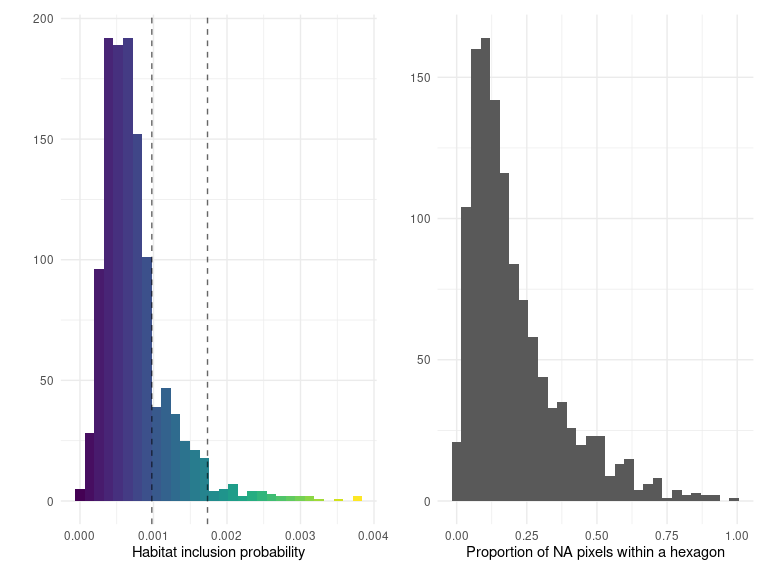 200
150
100
50
0
0.000 0.001 0.002 0.003 0.004
Habitat inclusion probability
150
100
50
0
0.00 0.25 0.50 0.75 1.00
Proportion of NA pixels within a hexagon